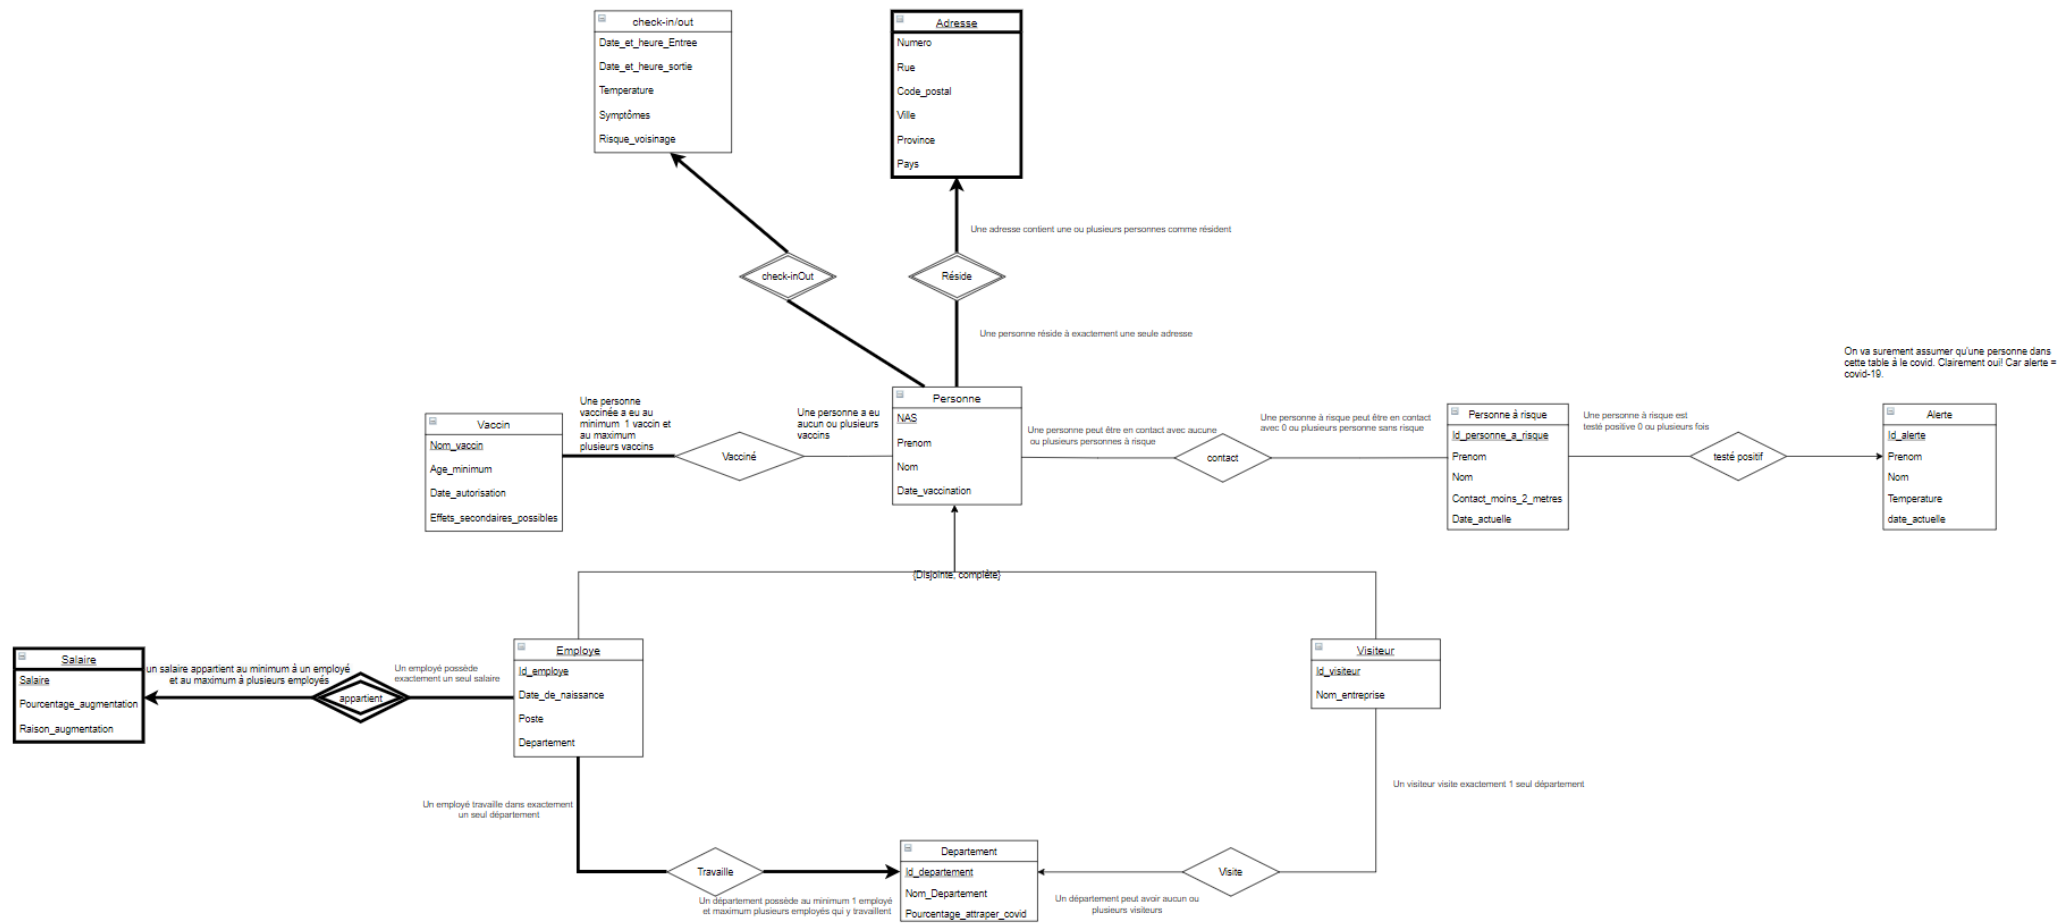 check-in/out
Date_et_heure_Entree
Date_et_heure_sortie
Temperature
Symptômes
Risque_voisinage
Adresse
Numero
Rue
Code_postal
Ville
Province
Pays
Une adresse contient une ou plusieurs personnes comme résident
check-inOut
Réside
Une personne réside à exactement une seule adresse
On va surement assumer qu'une personne dans
cette table à le covid. Clairement oui! Car alerte =
covid-19.
Vaccin
Nom_vaccin
Age_minimum
Date_autorisation
Effets_secondaires_possibles
Une personne
vaccinée a eu au
minimum 1 vaccin et
au maximum
plusieurs vaccins
Vacciné
Une personne a eu
aucun ou plusieurs
vaccins
Personne
NAS
Prenom
Nom
Date_vaccination
Une personne peut être en contact avec aucune
ou plusieurs personnes à risque
contact
Une personne à risque peut être en contact
avec 0 ou plusieurs personne sans risque
Personne à risque
Id_personne_a_risque
Prenom
Nom
Contact_moins_2_metres
Date_actuelle
Une personne à risque est
testé positive 0 ou plusieurs fois
testé positif
Alerte
Id_alerte
Prenom
Nom
Temperature
date_actuelle
{Disjointe, complète}
Salaire
Salaire
Pourcentage_augmentation
Raison_augmentation
un salaire appartient au minimum à un employé
et au maximum à plusieurs employés
appartient
Un employé possède
exactement un seul salaire
Employe
Id_employe
Date_de_naissance
Poste
Departement
Visiteur
Id_visiteur
Nom_entreprise
Un employé travaille dans exactement
un seul département
Un visiteur visite exactement 1 seul département
Travaille
Un département possède au minimum 1 employé
et maximum plusieurs employés qui y travaillent
Departement
Id_departement
Nom_Departement
Pourcentage_attraper_covid
Visite
Un département peut avoir aucun ou
plusieurs visiteurs